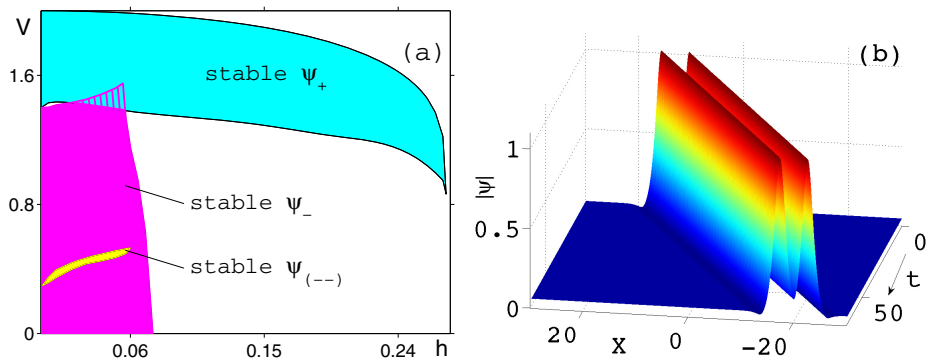 V
(a)
1.6
stable ψ₊
0.8
stable ψ₋
stable ψ₍₋₋₎
0
0.06
0.15
0.24
h
(b)
|ψ|
1
0.5
0
20
X
0
-20
0
t
50